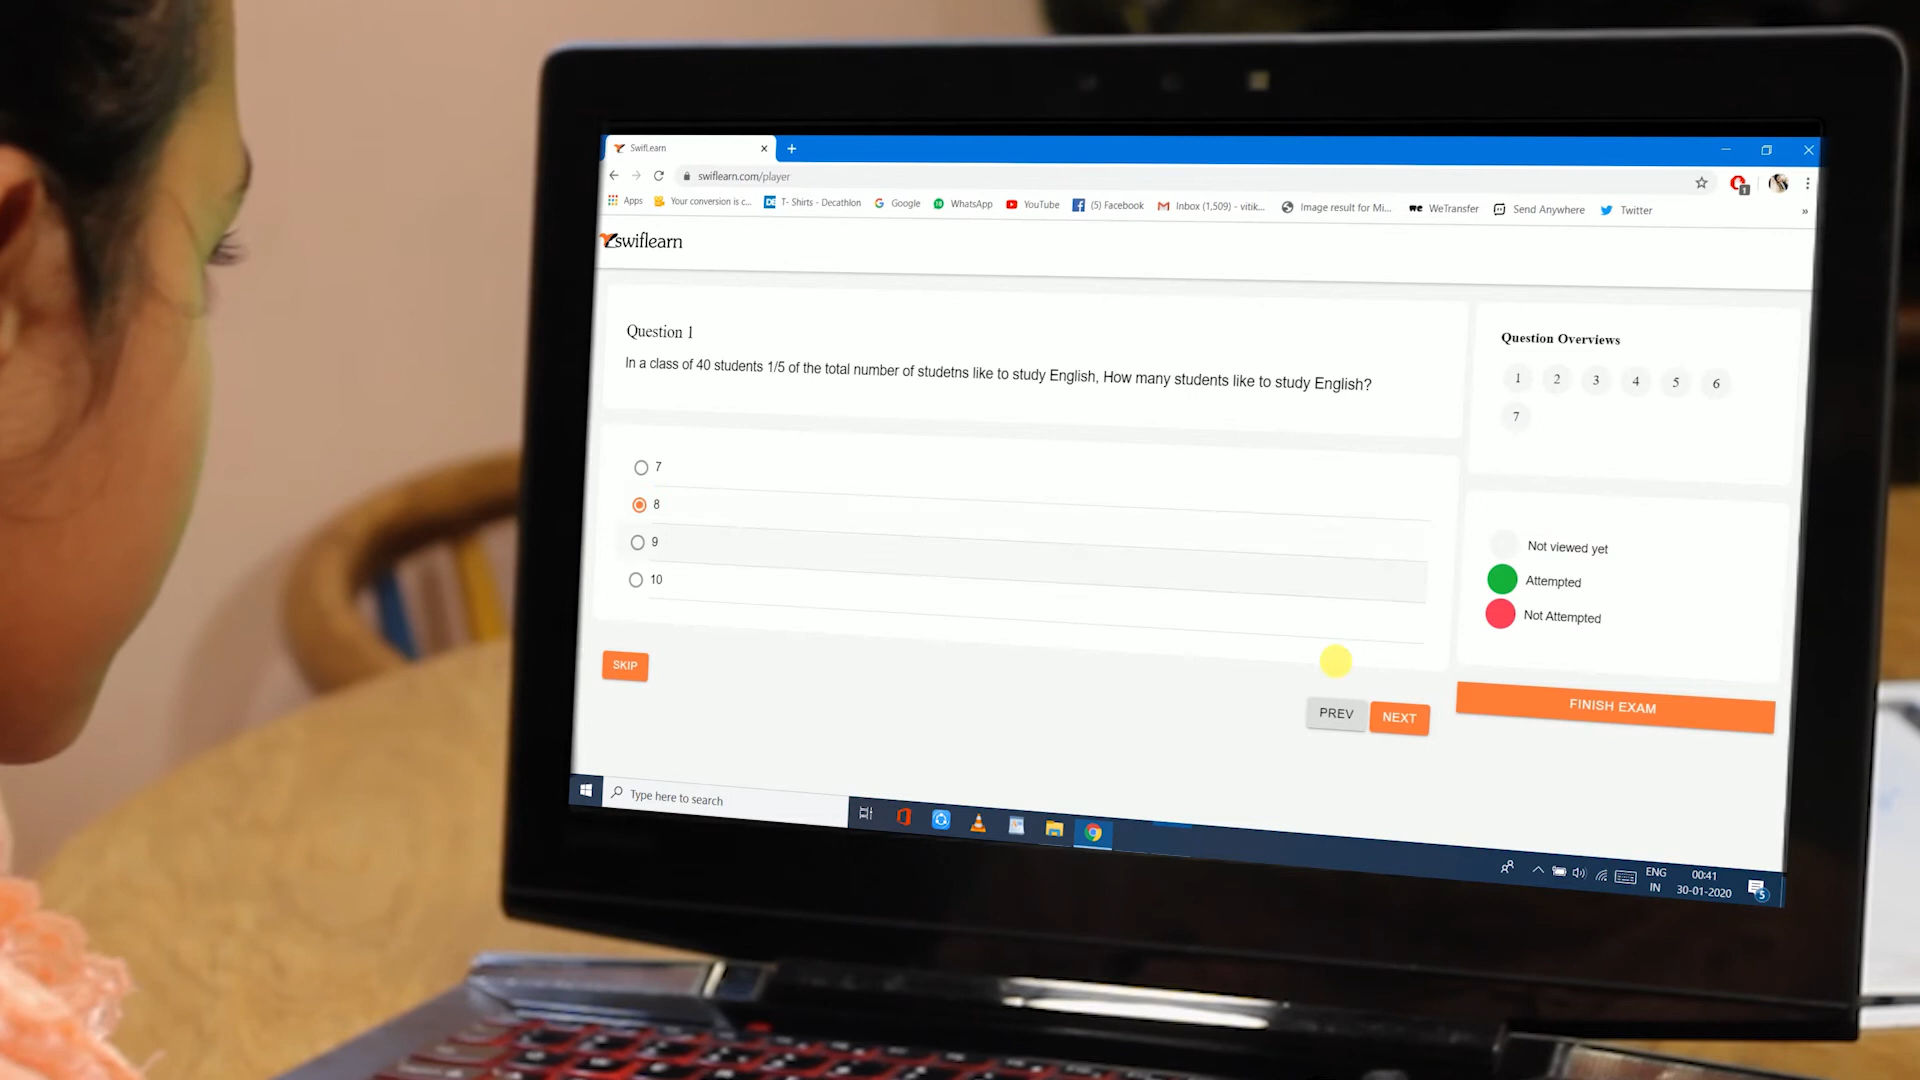 SwifLearn
swiflearn.com/player
Apps Your conversion is c... T- Shirts - Decathlon Google WhatsApp YouTube (5) Facebook Inbox (1,509) - vitik... Image result for Mi... WeTransfer Send Anywhere Twitter »
swiflearn
Question 1
In a class of 40 students 1/5 of the total number of studetns like to study English, How many students like to study English?
7
8
9
10
SKIP
PREV NEXT
Question Overviews
1 2 3 4 5 6
7
Not viewed yet
Attempted
Not Attempted
FINISH EXAM
Type here to search
ENG
IN
00:41
30-01-2020
5